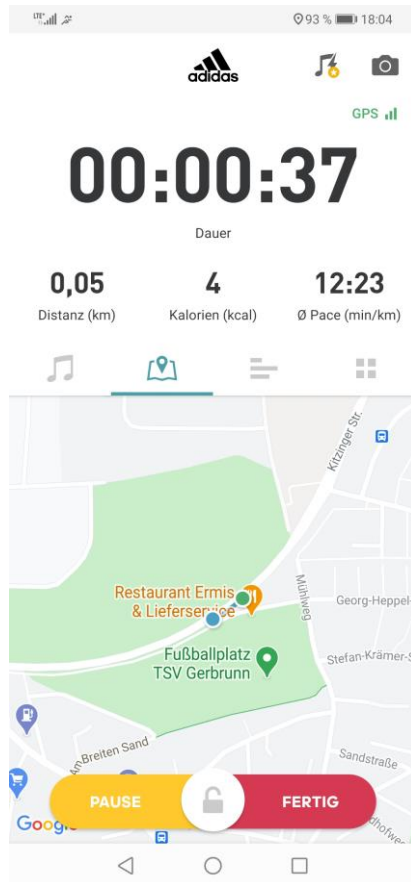 93 % 18:04
adidas
GPS
00:00:37
Dauer
0,05
Distanz (km)
4
Kalorien (kcal)
12:23
Ø Pace (min/km)
Kitzinger Str.
Restaurant Ermis
& Lieferservice
Mühlweg
Georg-Heppel-
Fußballplatz
TSV Gerbrunn
Stefan-Krämer-S
Am Breiten Sand
Sandstraße
PAUSE
FERTIG
Google